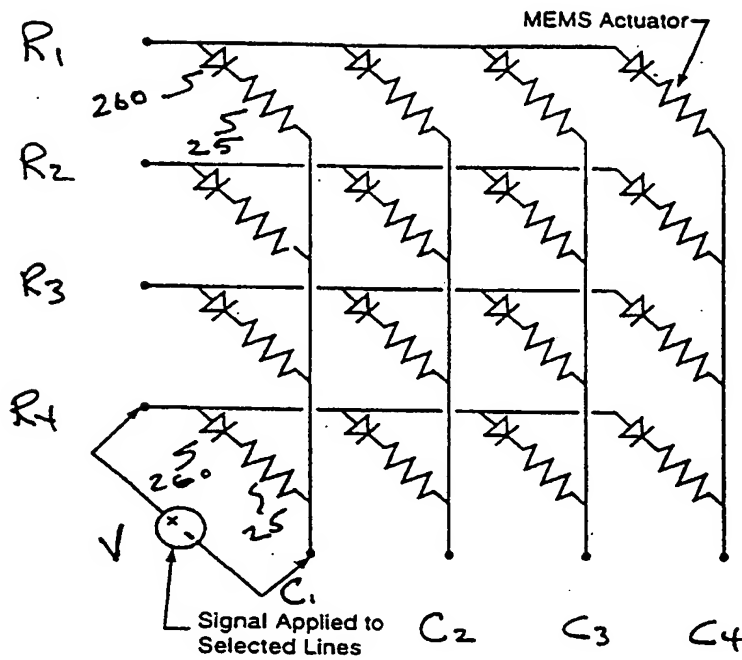 MEMS Actuator
R1
260
25
R2
R3
R4
260
25
+
-
V
C1
Signal Applied to
Selected Lines
C2
C3
C4